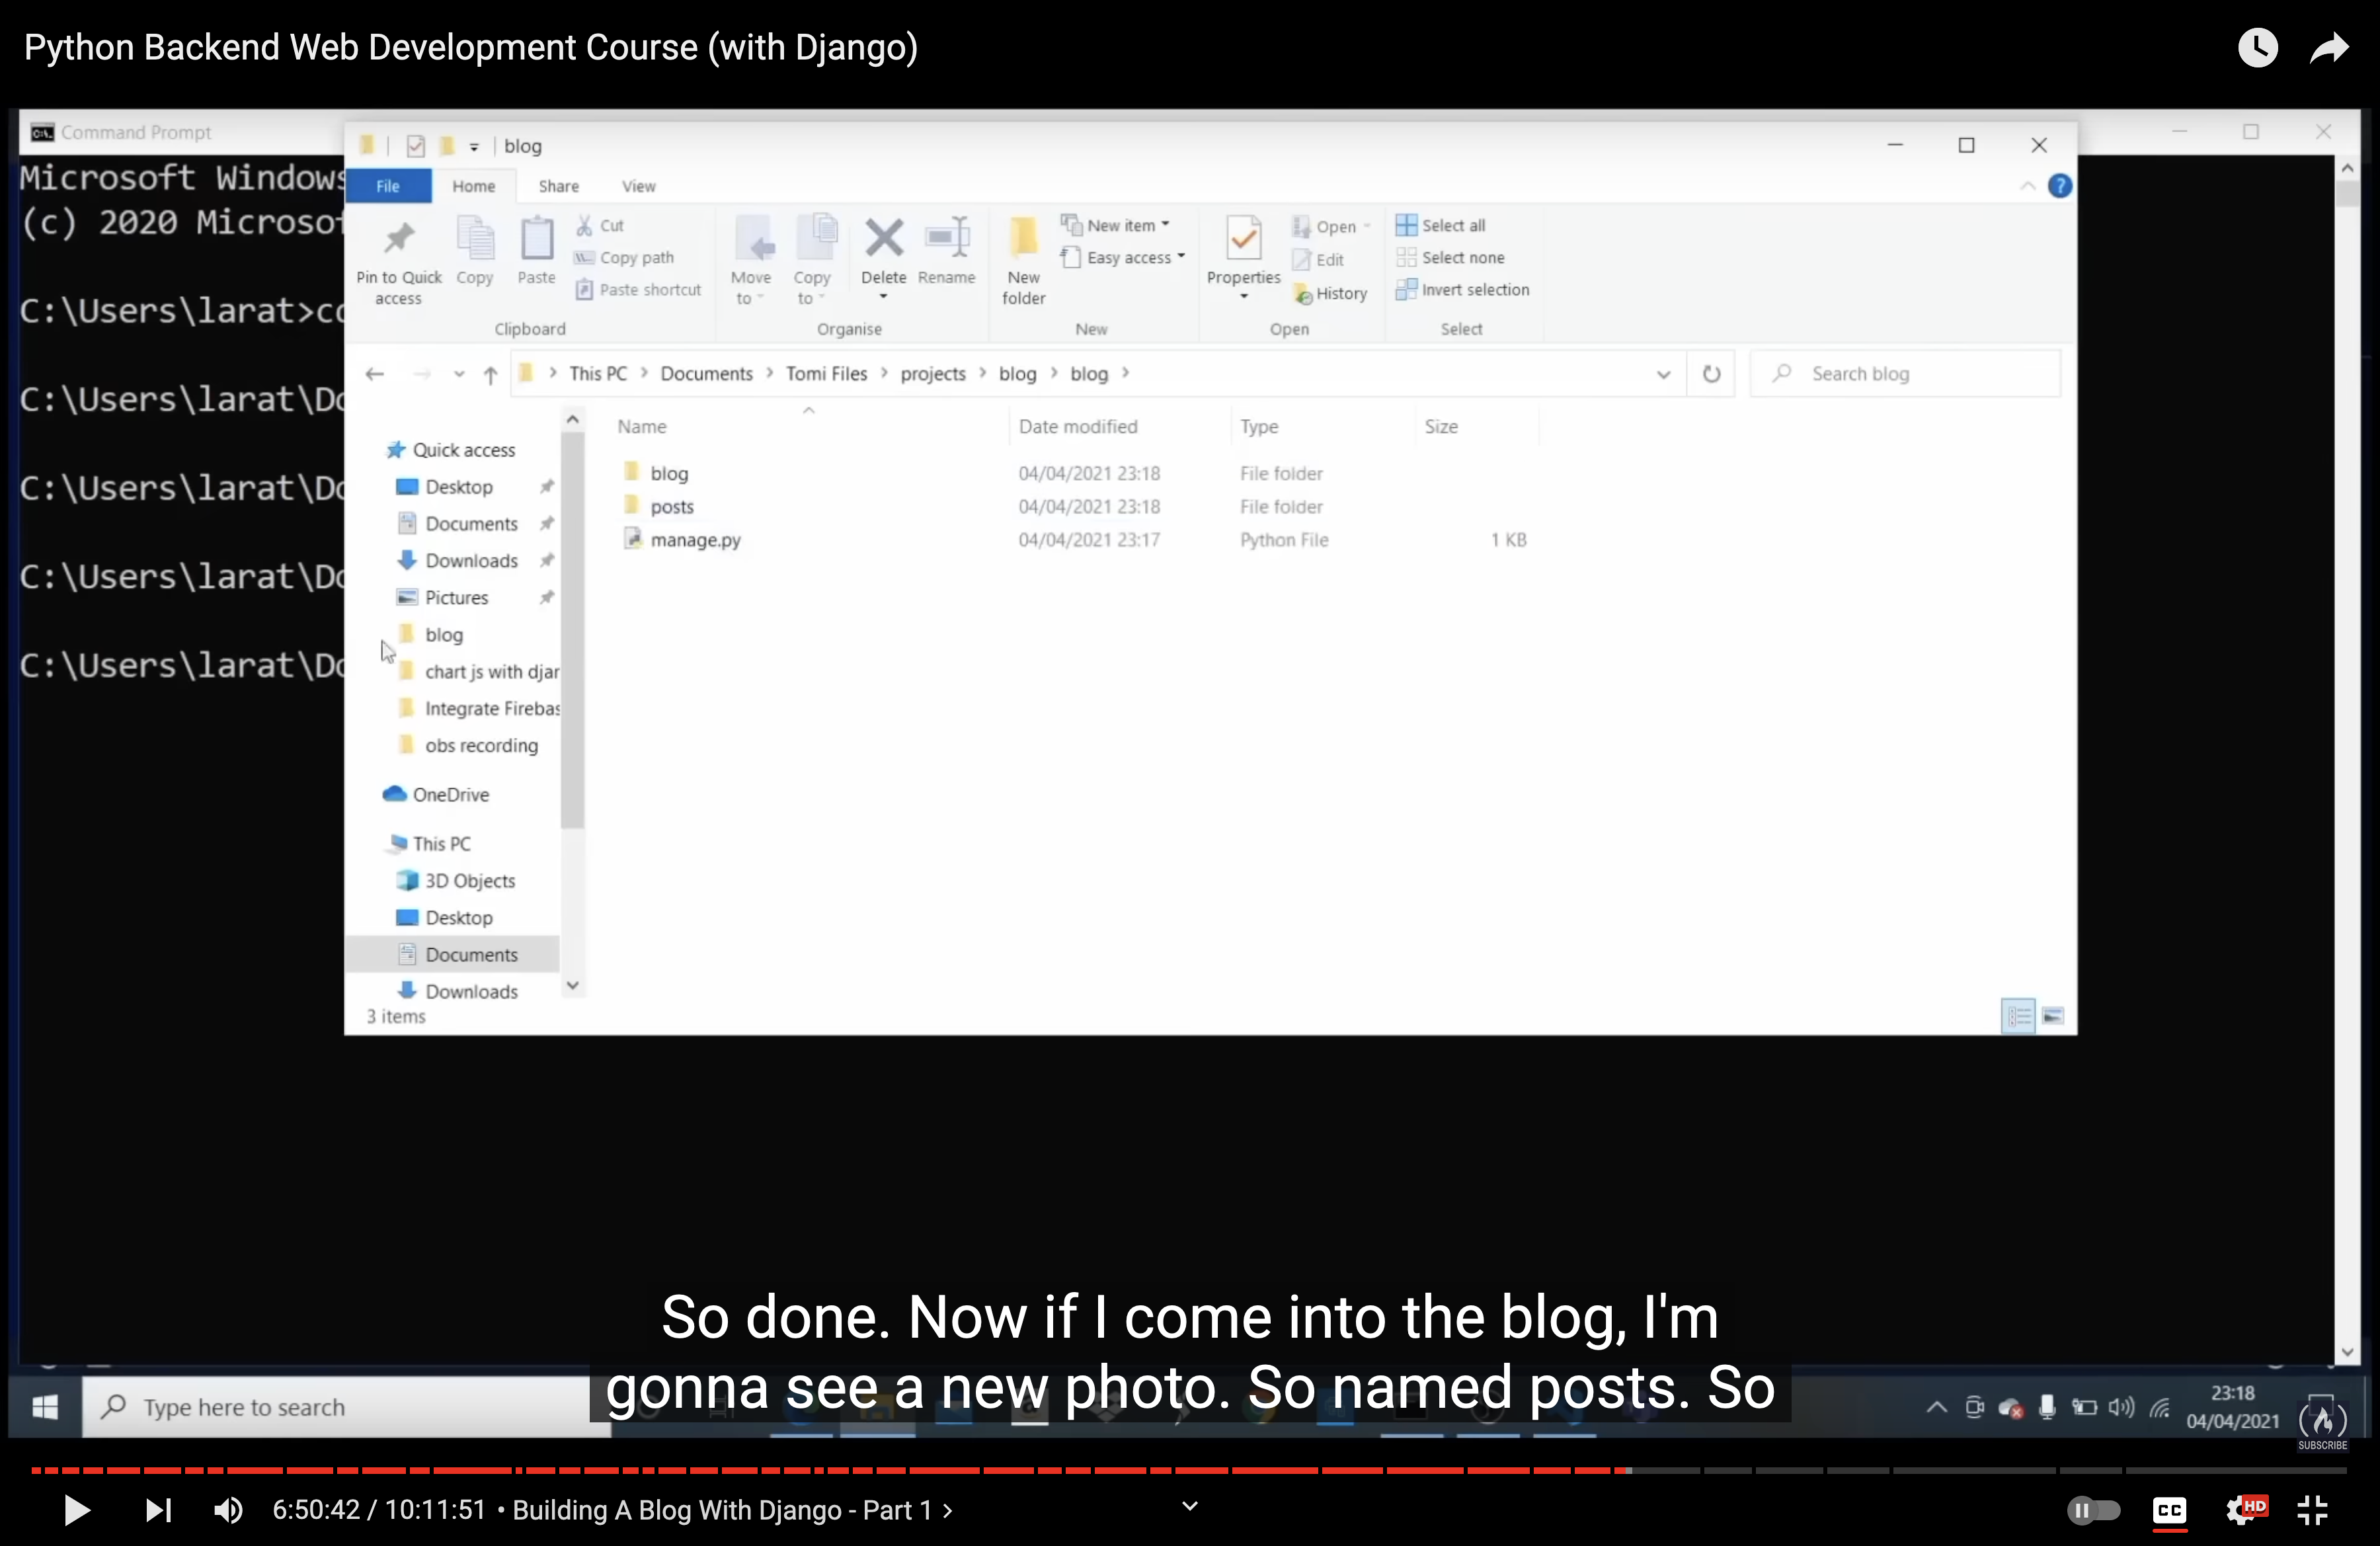 Python Backend Web Development Course (with Django)
Command Prompt
Microsoft Windows
(c) 2020 Microsof
C:\Users\larat>
C:\Users\larat\
C:\Users\larat\
C:\Users\larat\
C:\Users\larat\
blog
File Home Share View
Pin to Quick access
Copy
Paste
Cut
Copy path
Paste shortcut
Clipboard
Move to
Copy to
Delete
Rename
Organise
New folder
New item
Easy access
New
Properties
Open
Edit
History
Open
Select all
Select none
Invert selection
Select
This PC > Documents > Tomi Files > projects > blog > blog >
Search blog
Quick access
Desktop
Documents
Downloads
Pictures
blog
chart js with djar
Integrate Firebas
obs recording
OneDrive
This PC
3D Objects
Desktop
Documents
Downloads
Name Date modified Type Size
blog 04/04/2021 23:18 File folder
posts 04/04/2021 23:18 File folder
manage.py 04/04/2021 23:17 Python File 1 KB
3 items
So done. Now if I come into the blog, I'm
gonna see a new photo. So named posts. So
Type here to search
23:18
04/04/2021
SUBSCRIBE
6:50:42 / 10:11:51 • Building A Blog With Django - Part 1 >
CC
HD